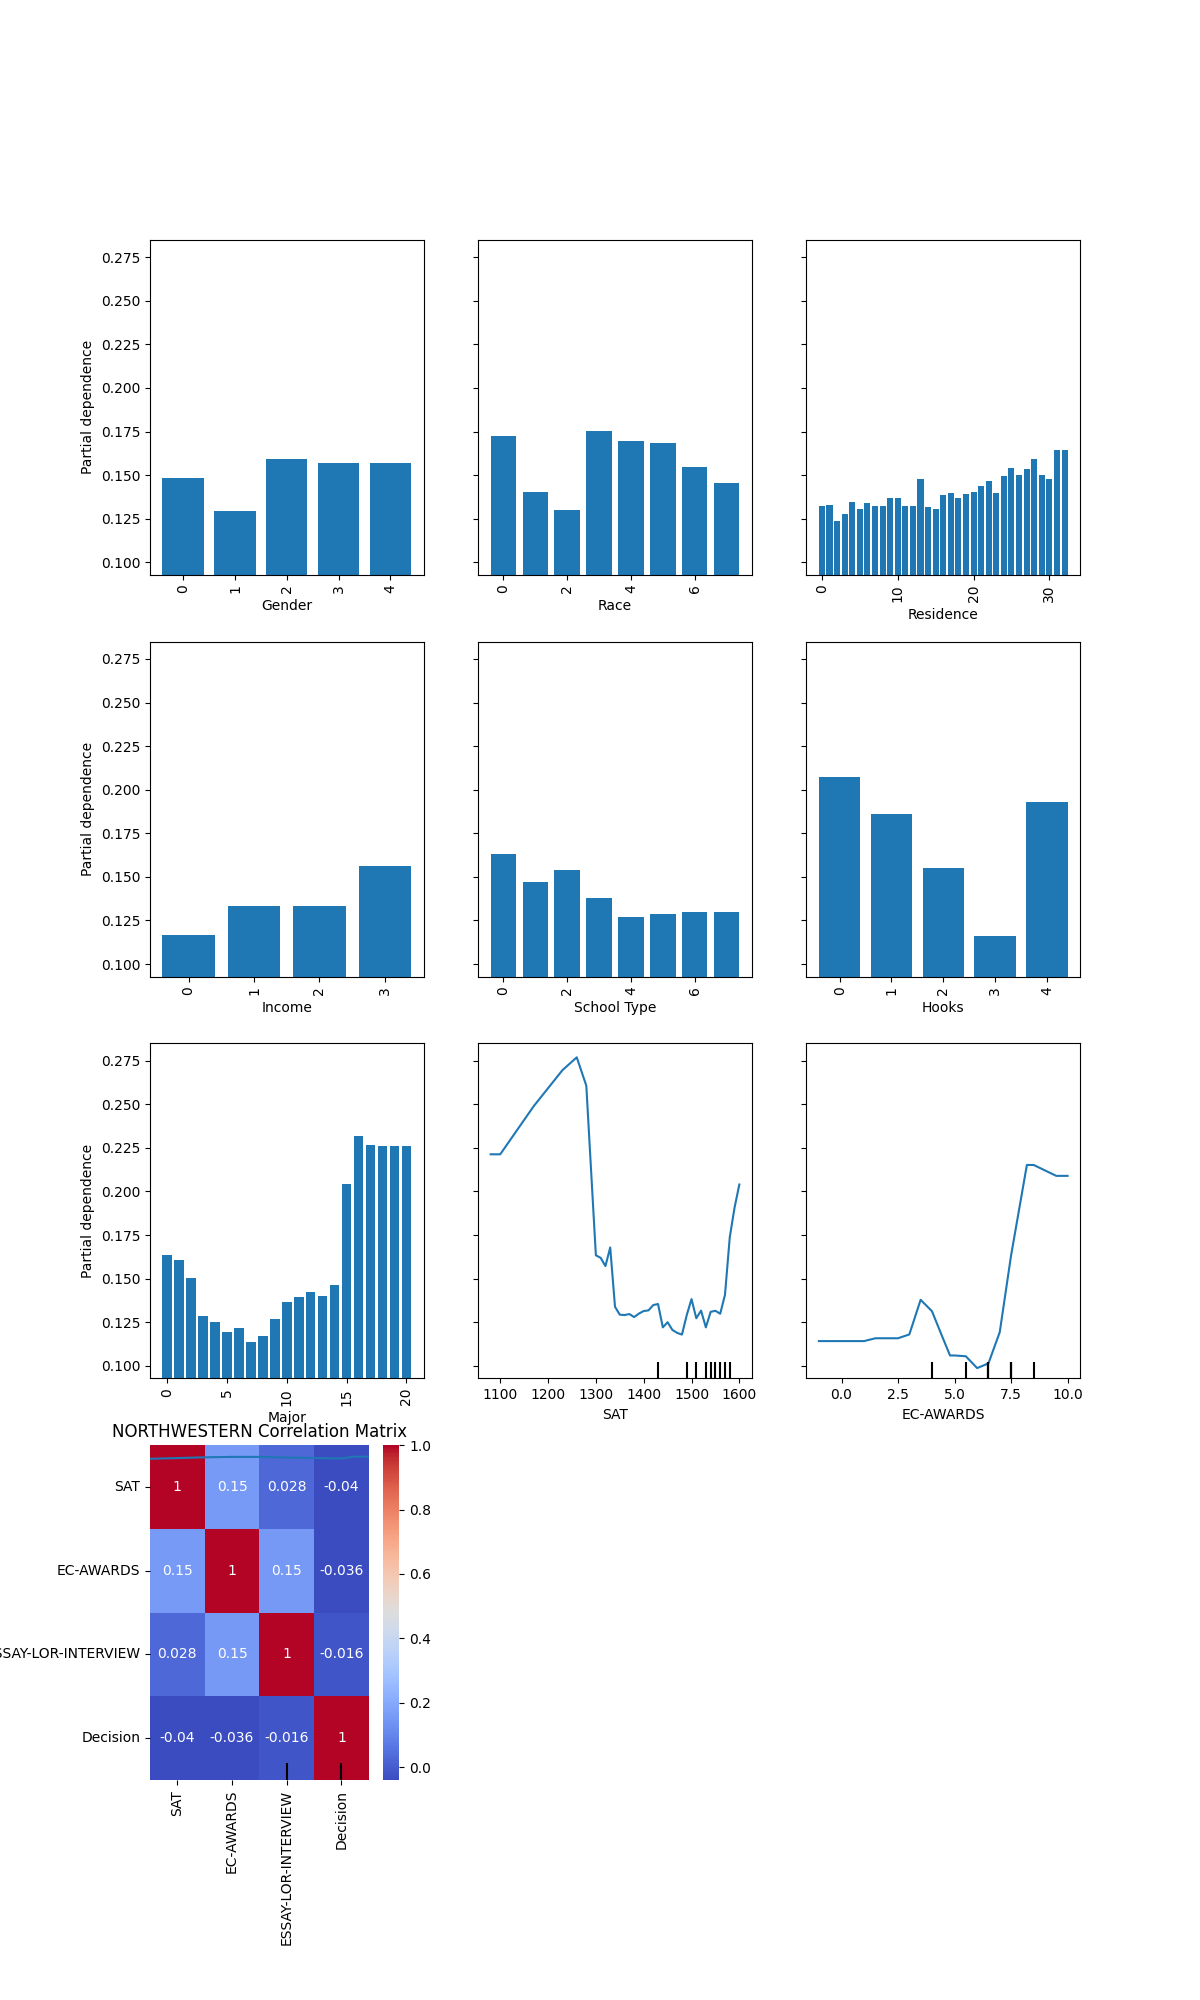 0.275
0.250
0.225
0.200
0.175
0.150
0.125
0.100
Partial dependence
0 1 2 3 4
Gender
0 2 4 6
Race
0 10 20 30
Residence
0.275
0.250
0.225
0.200
0.175
0.150
0.125
0.100
Partial dependence
0 1 2 3
Income
0 2 4 6
School Type
0 1 2 3 4
Hooks
0.275
0.250
0.225
0.200
0.175
0.150
0.125
0.100
Partial dependence
0 5 10 15 20
Major
1100 1200 1300 1400 1500 1600
SAT
0.0 2.5 5.0 7.5 10.0
EC-AWARDS
NORTHWESTERN Correlation Matrix
SAT 1 0.15 0.028 -0.04
EC-AWARDS 0.15 1 0.15 -0.036
SSAY-LOR-INTERVIEW 0.028 0.15 1 -0.016
Decision -0.04 -0.036 -0.016 1
SAT
EC-AWARDS
ESSAY-LOR-INTERVIEW
Decision
1.0
0.8
0.6
0.4
0.2
0.0